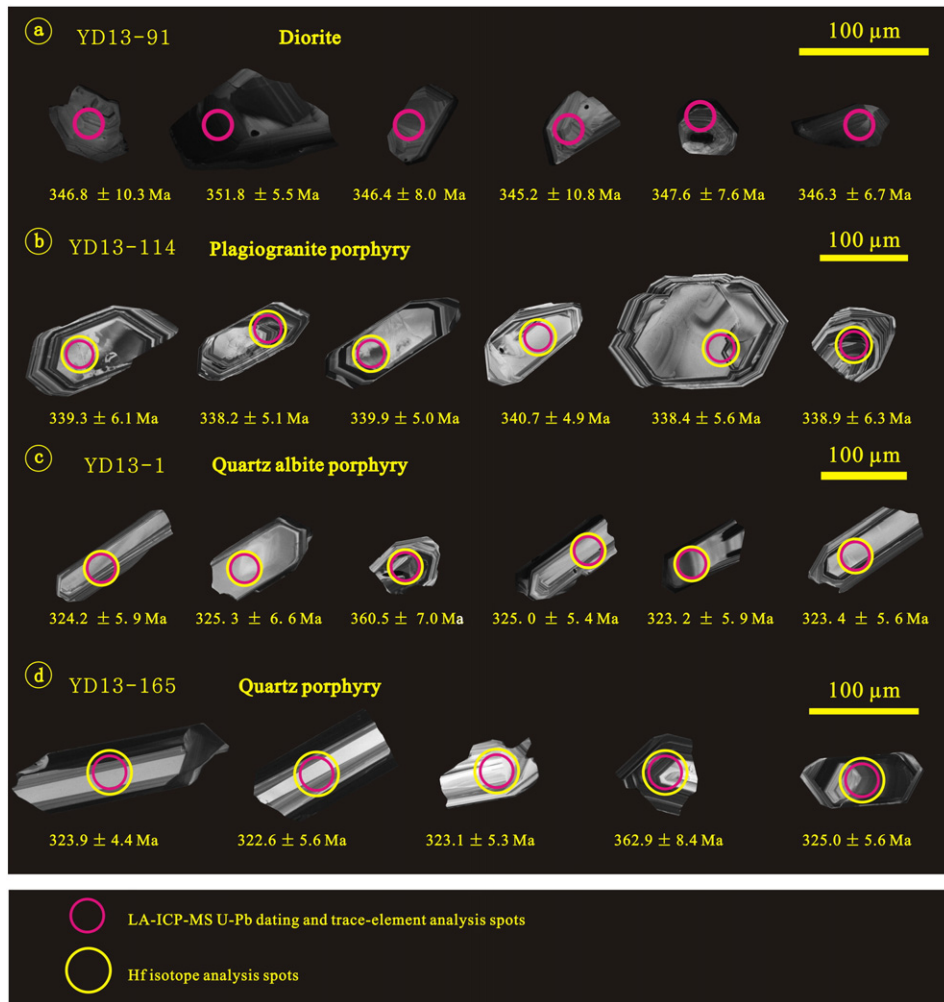 ⓐ YD13-91 Diorite 100 μm
346.8 ± 10.3 Ma 351.8 ± 5.5 Ma 346.4 ± 8.0 Ma 345.2 ± 10.8 Ma 347.6 ± 7.6 Ma 346.3 ± 6.7 Ma
ⓑ YD13-114 Plagiogranite porphyry 100 μm
339.3 ± 6.1 Ma 338.2 ± 5.1 Ma 339.9 ± 5.0 Ma 340.7 ± 4.9 Ma 338.4 ± 5.6 Ma 338.9 ± 6.3 Ma
ⓒ YD13-1 Quartz albite porphyry 100 μm
324.2 ± 5.9 Ma 325.3 ± 6.6 Ma 360.5 ± 7.0 Ma 325.0 ± 5.4 Ma 323.2 ± 5.9 Ma 323.4 ± 5.6 Ma
ⓓ YD13-165 Quartz porphyry 100 μm
323.9 ± 4.4 Ma 322.6 ± 5.6 Ma 323.1 ± 5.3 Ma 362.9 ± 8.4 Ma 325.0 ± 5.6 Ma
LA-ICP-MS U-Pb dating and trace-element analysis spots
Hf isotope analysis spots